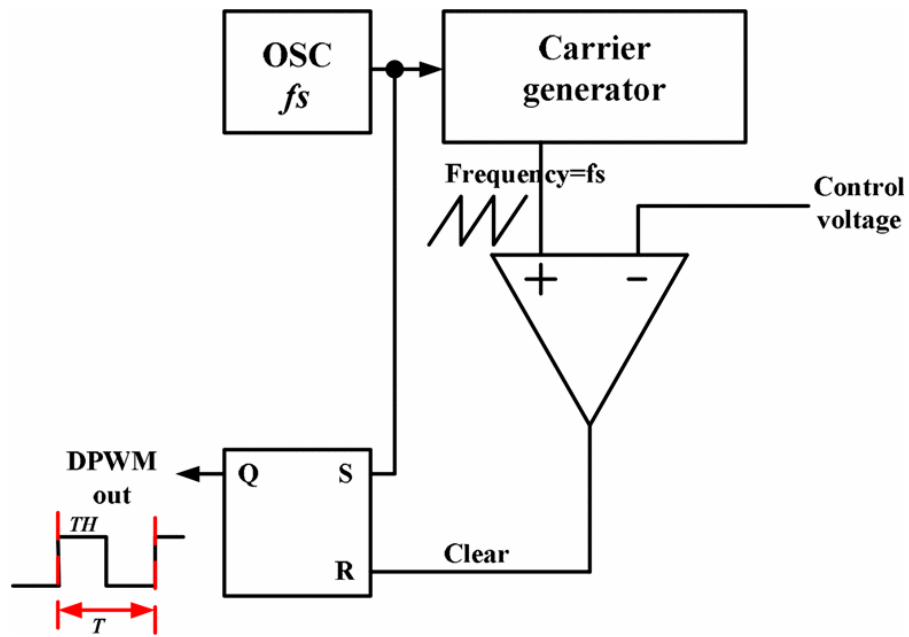 OSC
fs
Carrier
generator
Frequency=fs
Control
voltage
+
-
DPWM
out
Q
S
R
Clear
TH
T